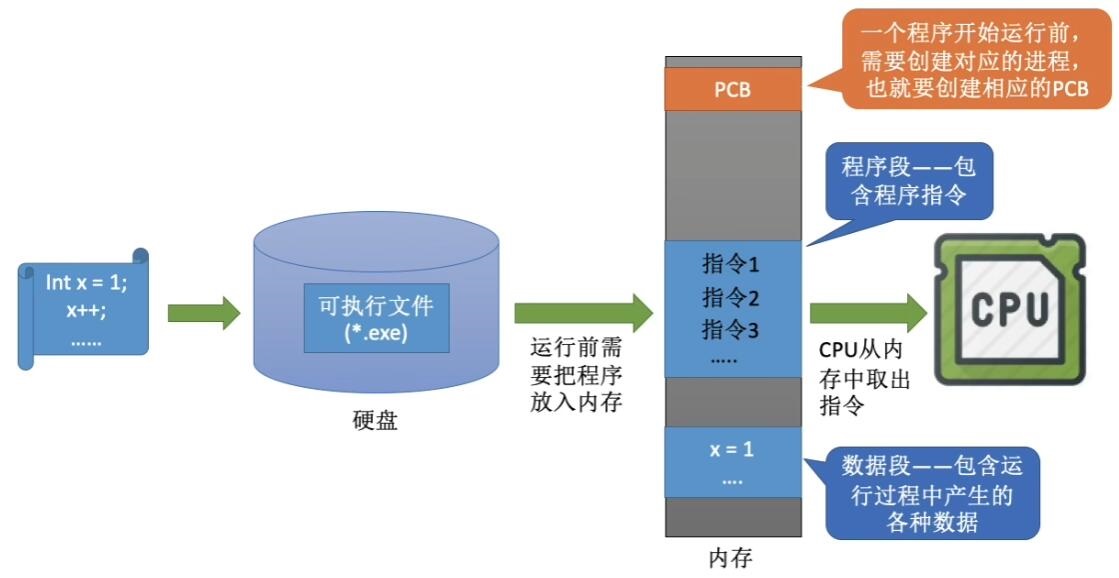 Int x = 1;
x++;
……
可执行文件
(*.exe)
硬盘
运行前需
要把程序
放入内存
PCB
一个程序开始运行前，
需要创建对应的进程，
也就要创建相应的PCB
程序段——包
含程序指令
指令1
指令2
指令3
…..
x = 1
….
内存
数据段——包含运
行过程中产生的
各种数据
CPU从内
存中取出
指令
CPU